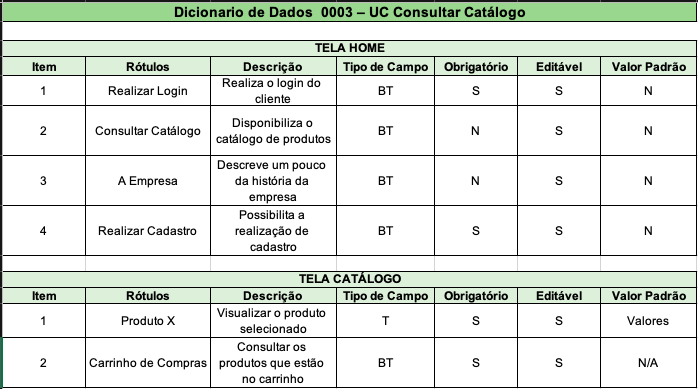 Dicionario de Dados 0003 – UC Consultar Catálogo
TELA HOME
Item Rótulos Descrição Tipo de Campo Obrigatório Editável Valor Padrão
1 Realizar Login Realiza o login do cliente BT S S N
2 Consultar Catálogo Disponibiliza o catálogo de produtos BT N S N
3 A Empresa Descreve um pouco da história da empresa BT N S N
4 Realizar Cadastro Possibilita a realização de cadastro BT S S N
TELA CATÁLOGO
Item Rótulos Descrição Tipo de Campo Obrigatório Editável Valor Padrão
1 Produto X Visualizar o produto selecionado T S S Valores
2 Carrinho de Compras Consultar os produtos que estão no carrinho BT S S N/A